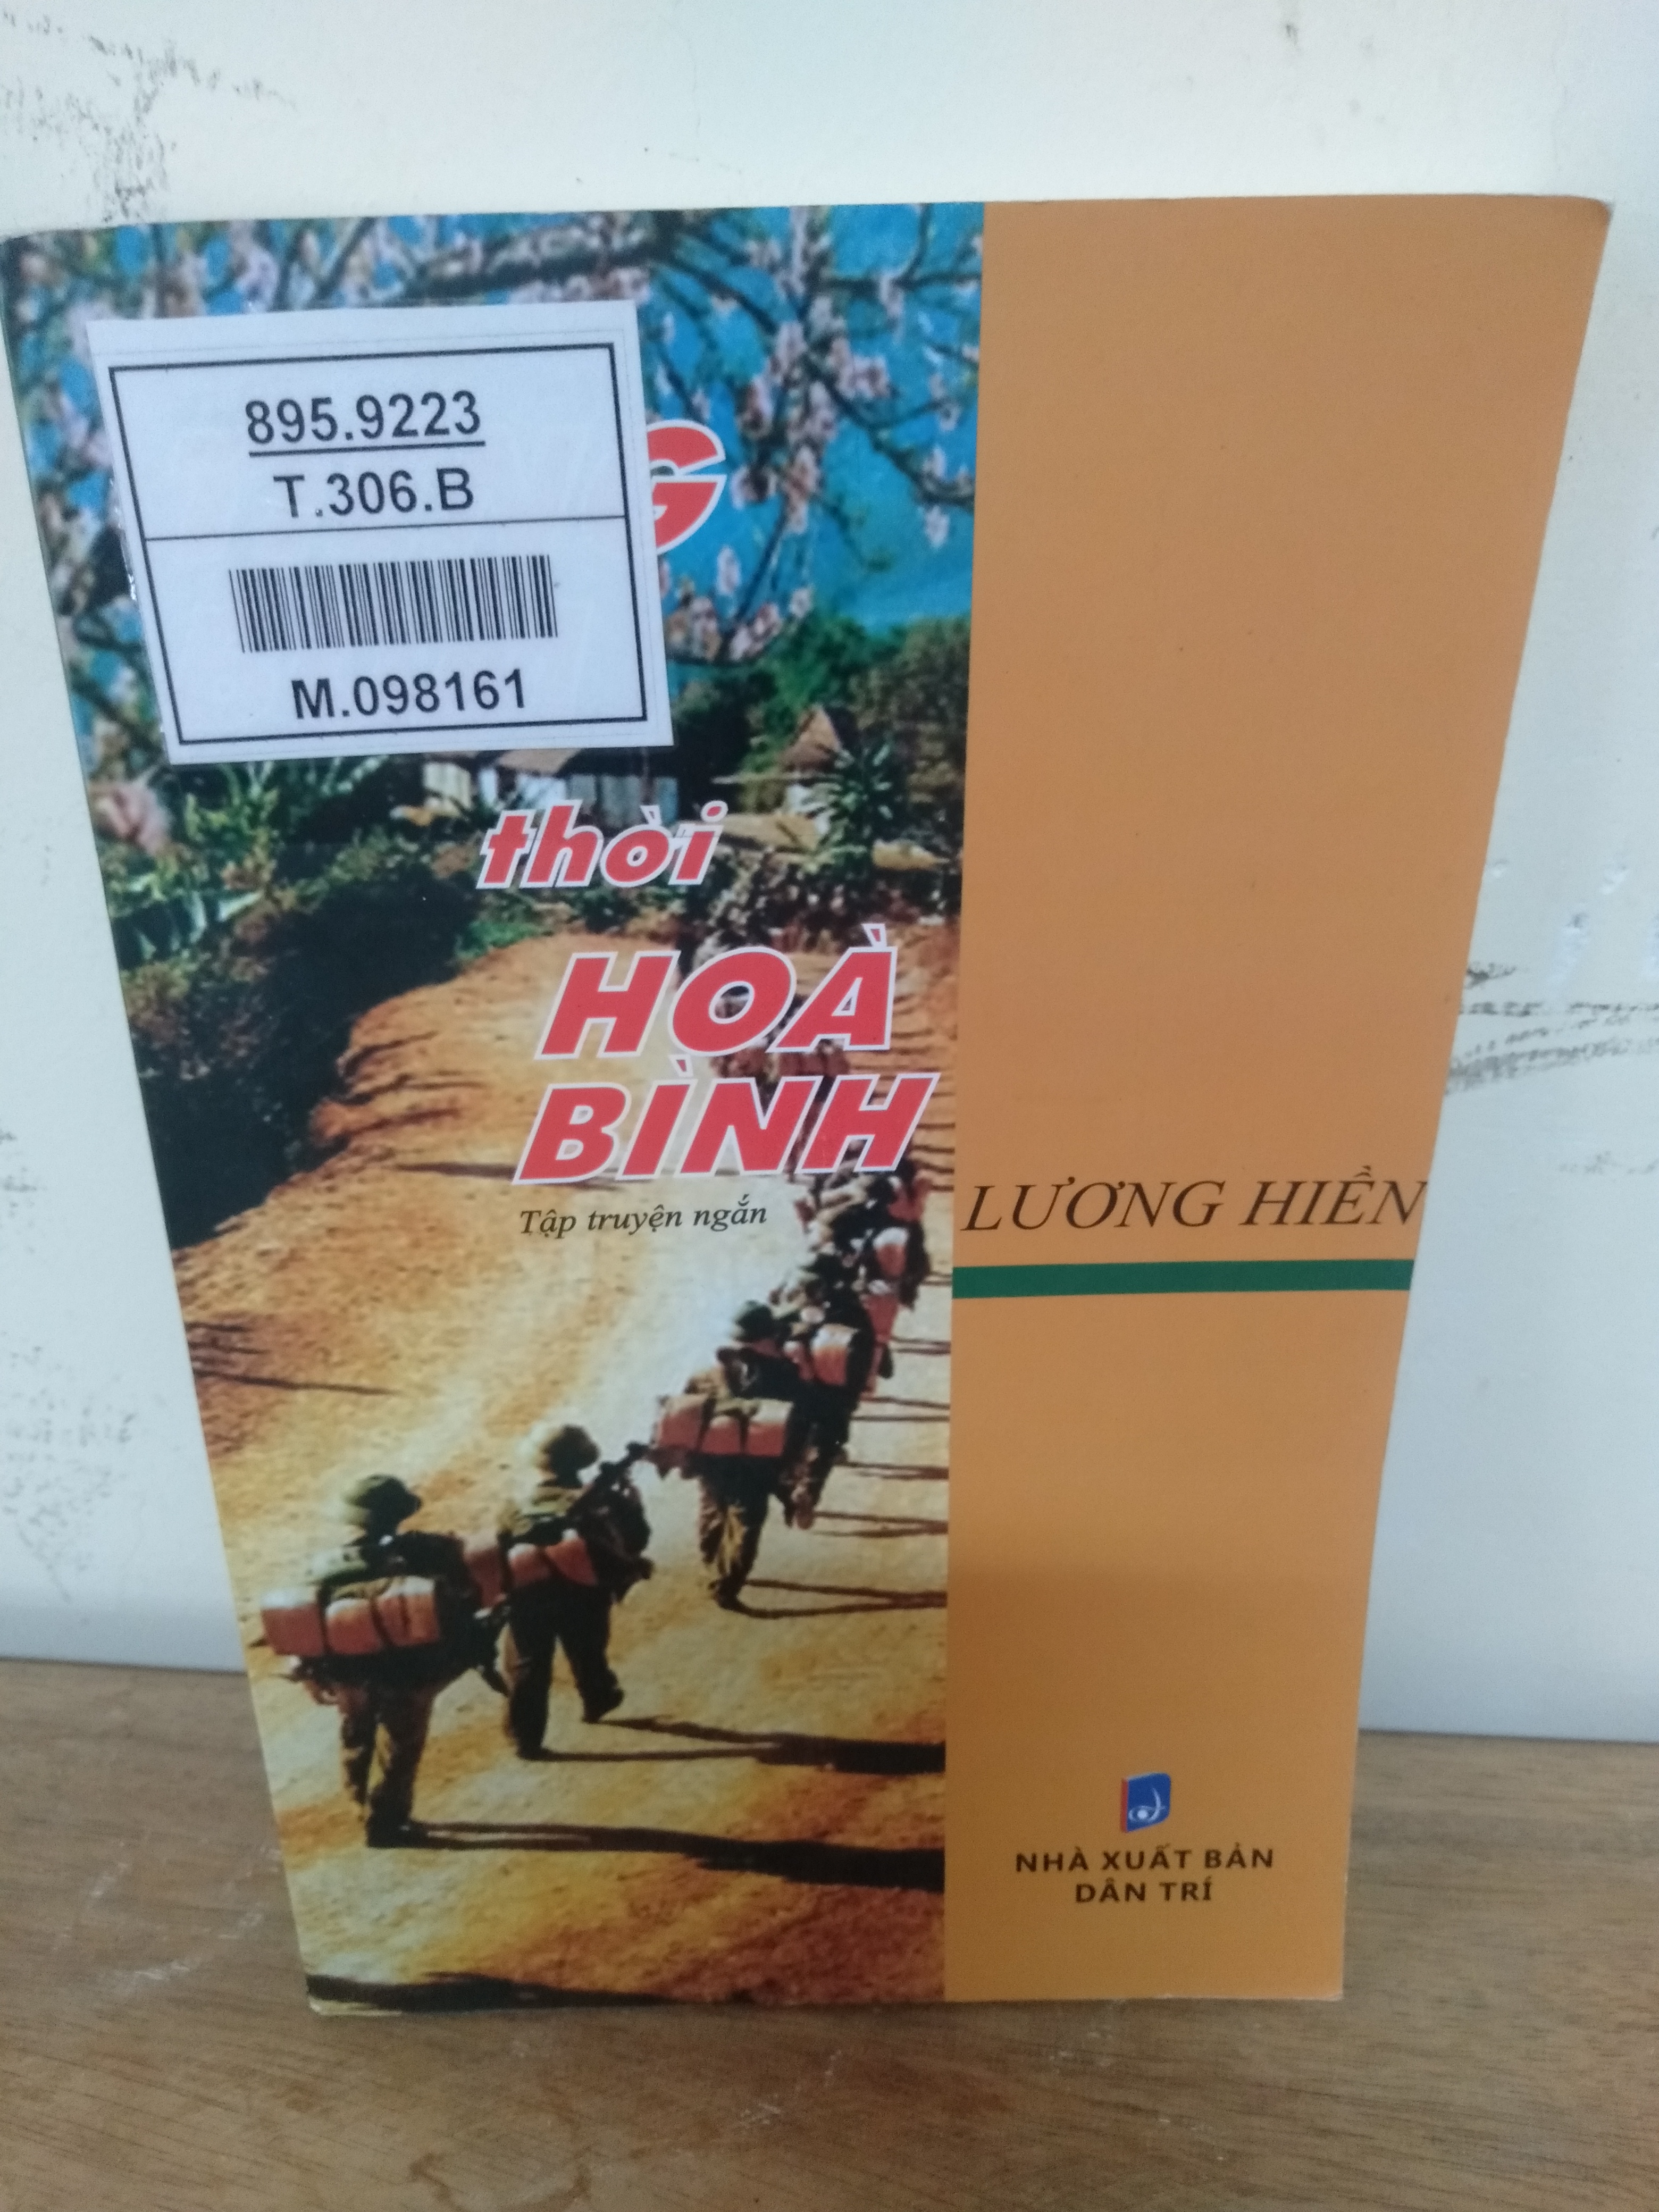 895.9223
T.306.B
M.098161
G
thời
HOÀ
BÌNH
Tập truyện ngắn
LƯƠNG HIỀN
NHÀ XUẤT BẢN
DÂN TRÍ